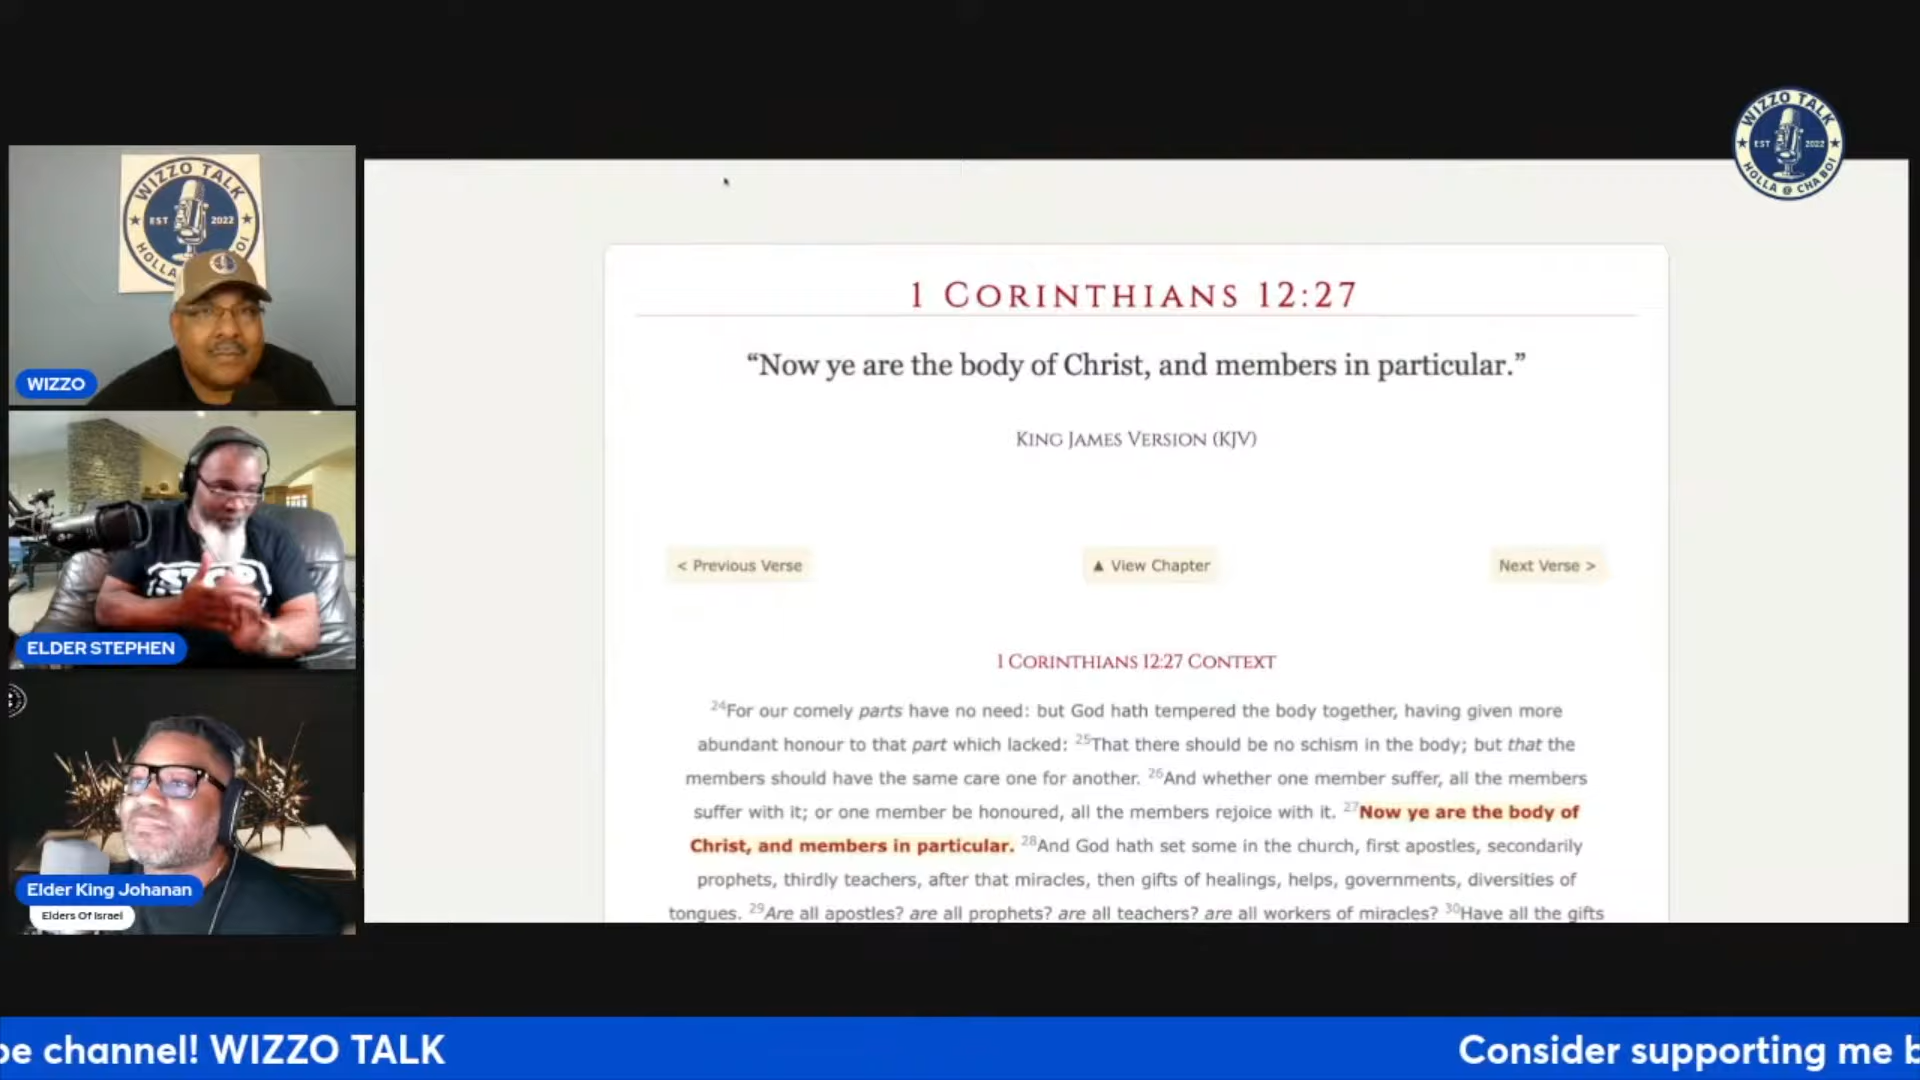 WIZZO TALK
EST 2022
HOLLA @ CHA BOI
WIZZO TALK
EST 2022
HOLLA
WIZZO
ELDER STEPHEN
Elder King Johanan
Elders Of Israel
1 CORINTHIANS 12:27
“Now ye are the body of Christ, and members in particular.”
KING JAMES VERSION (KJV)
< Previous Verse
▲ View Chapter
Next Verse >
1 CORINTHIANS 12:27 CONTEXT
24For our comely parts have no need: but God hath tempered the body together, having given more
abundant honour to that part which lacked: 25That there should be no schism in the body; but that the
members should have the same care one for another. 26And whether one member suffer, all the members
suffer with it; or one member be honoured, all the members rejoice with it. 27Now ye are the body of
Christ, and members in particular. 28And God hath set some in the church, first apostles, secondarily
prophets, thirdly teachers, after that miracles, then gifts of healings, helps, governments, diversities of
tongues. 29Are all apostles? are all prophets? are all teachers? are all workers of miracles? 30Have all the gifts
be channel! WIZZO TALK
Consider supporting me b